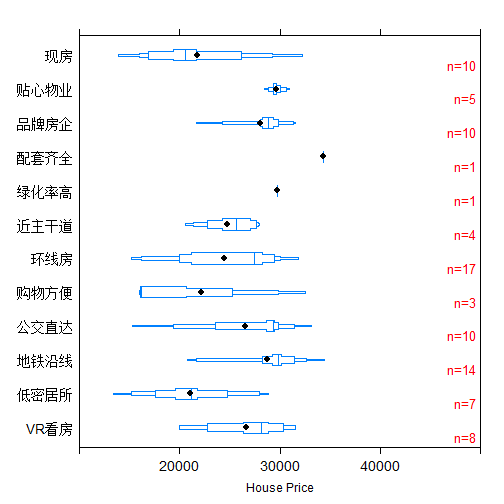 现房
n=10
贴心物业
n=5
品牌房企
n=10
配套齐全
n=1
绿化率高
n=1
近主干道
n=4
环线房
n=17
购物方便
n=3
公交直达
n=10
地铁沿线
n=14
低密居所
n=7
VR看房
n=8
20000 30000 40000
House Price